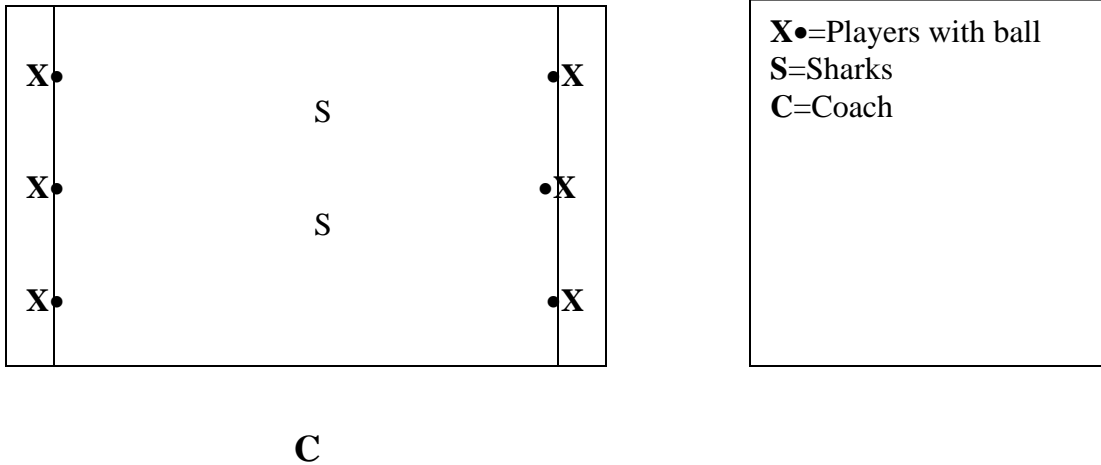 X• •X
S
X• •X
S
X• •X
C
X•=Players with ball
S=Sharks
C=Coach